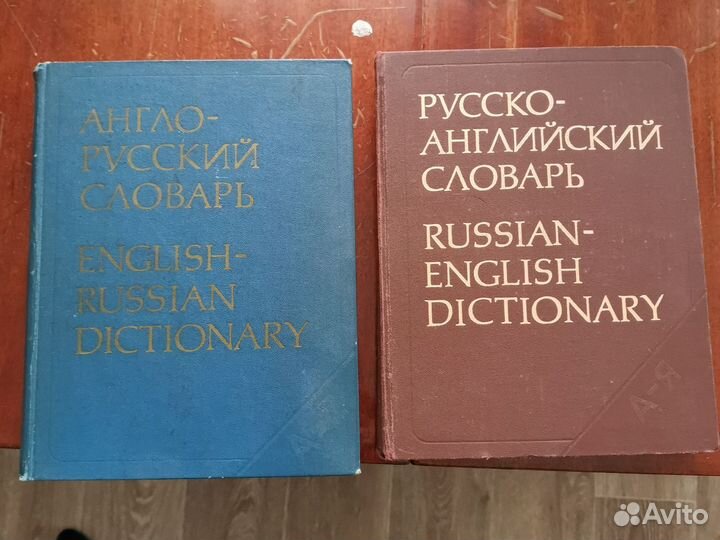 АНГЛО-
РУССКИЙ
СЛОВАРЬ
ENGLISH-
RUSSIAN
DICTIONARY
РУССКО-
АНГЛИЙСКИЙ
СЛОВАРЬ
RUSSIAN-
ENGLISH
DICTIONARY
А-Я
Avito